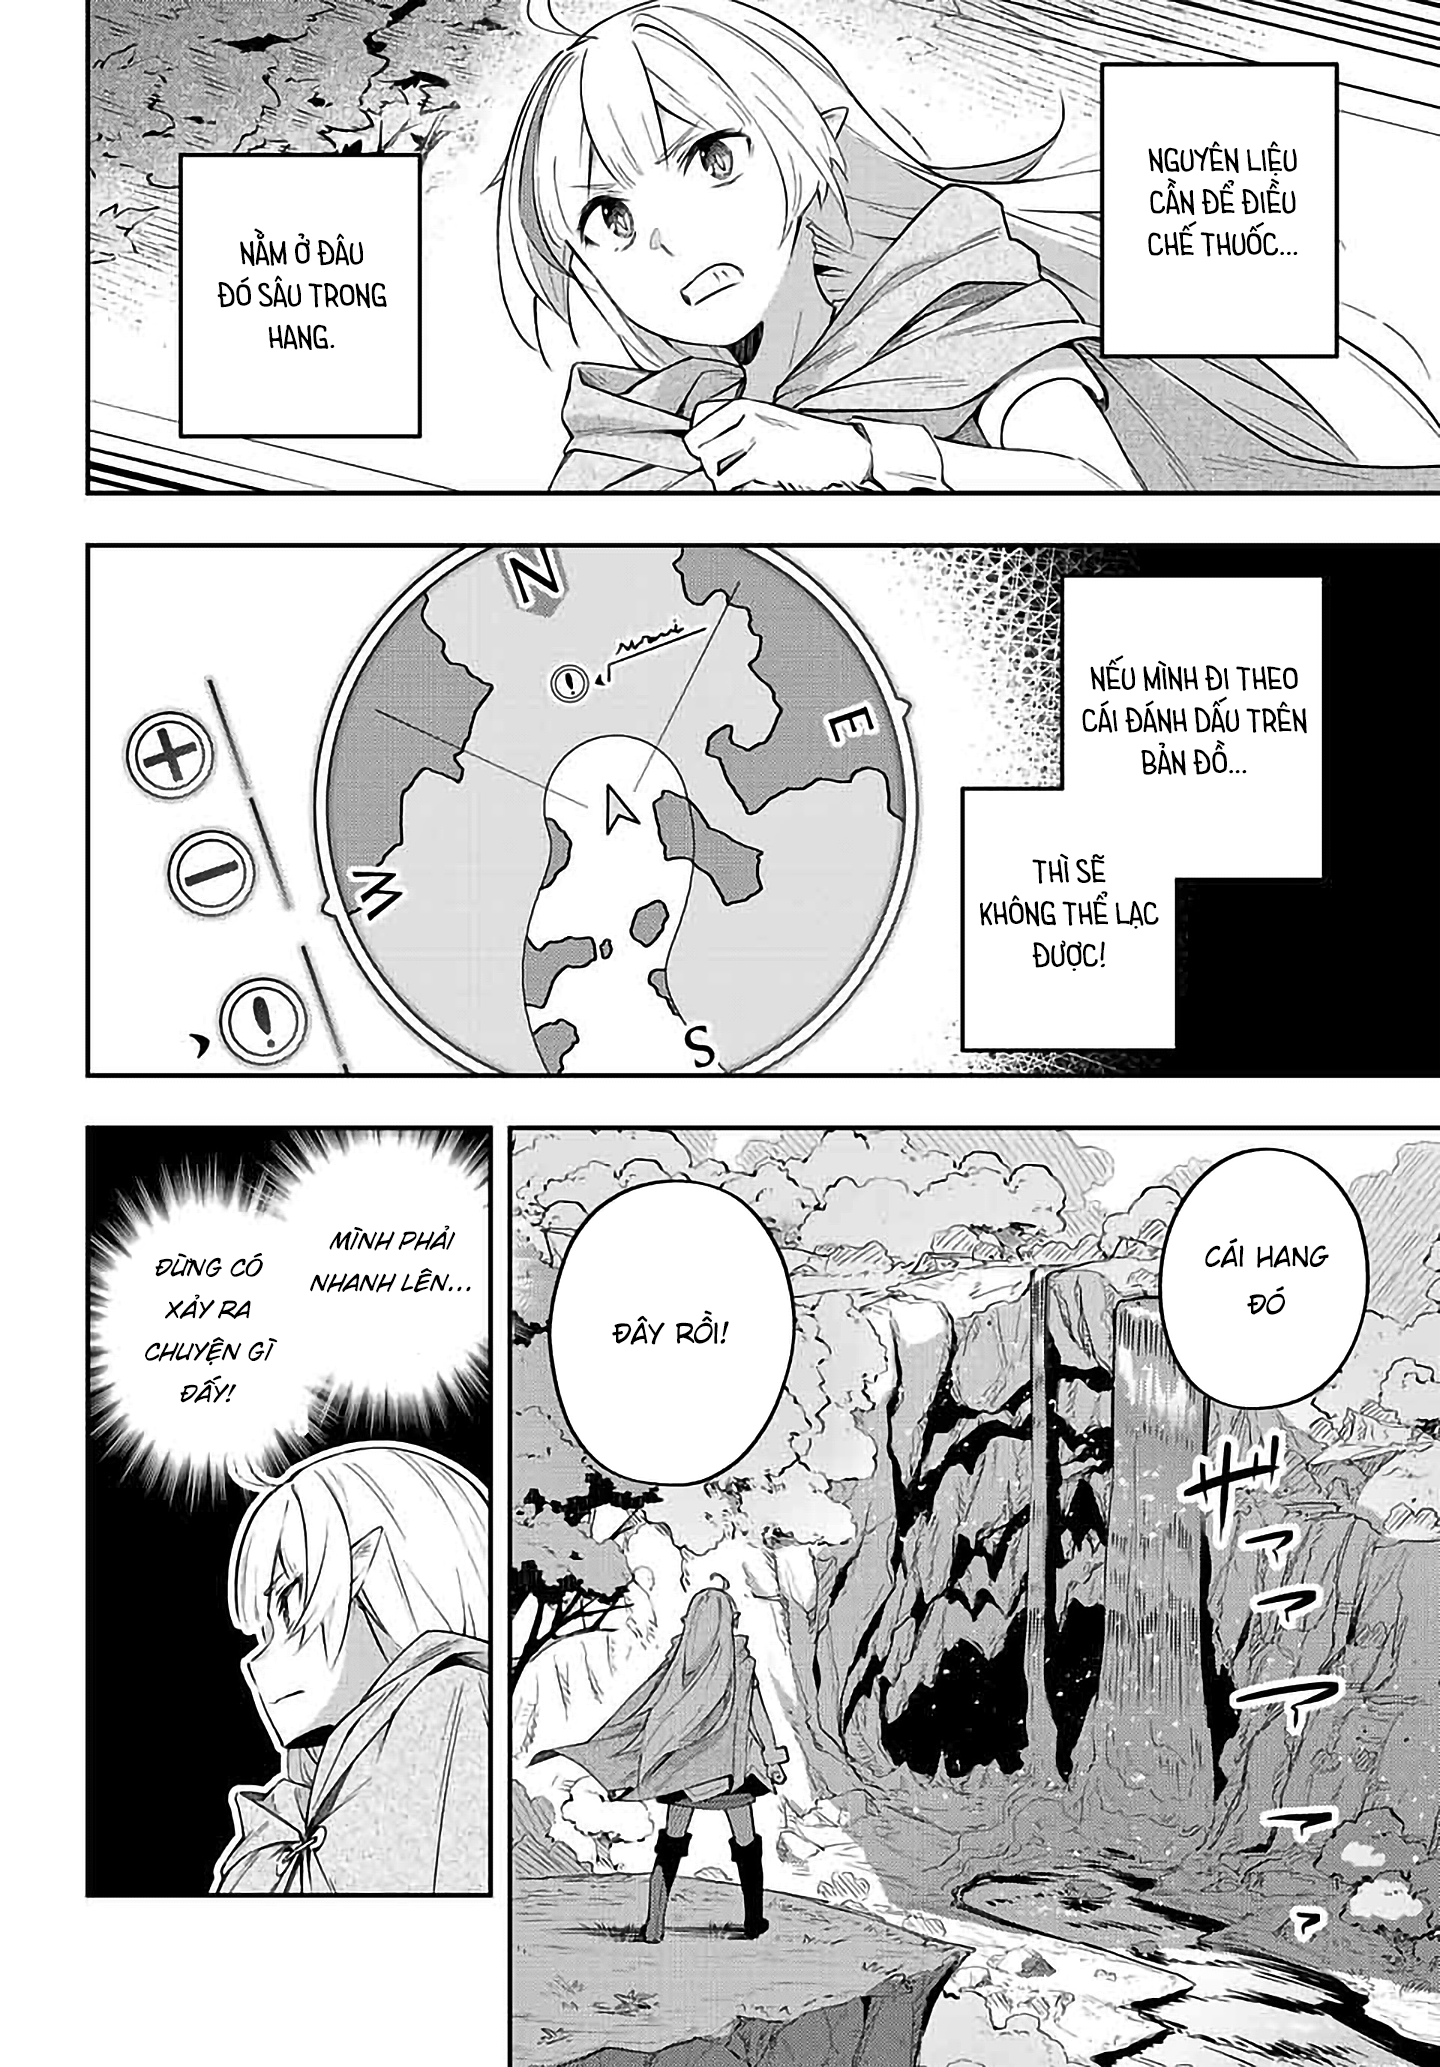 NGUYÊN LIỆU
CẦN ĐỂ ĐIỀU
CHẾ THUỐC...
NẰM Ở ĐÂU
ĐÓ SÂU TRONG
HANG.
NẾU MÌNH ĐI THEO
CÁI ĐÁNH DẤU TRÊN
BẢN ĐỒ...
THÌ SẼ
KHÔNG THỂ LẠC
ĐƯỢC!
N
E
W
S
CÁI HANG
ĐÓ
ĐÂY RỒI!
ザァァァァァ
MÌNH PHẢI
NHANH LÊN...
ĐỪNG CÓ
XẢY RA
CHUYỆN GÌ
ĐẤY!